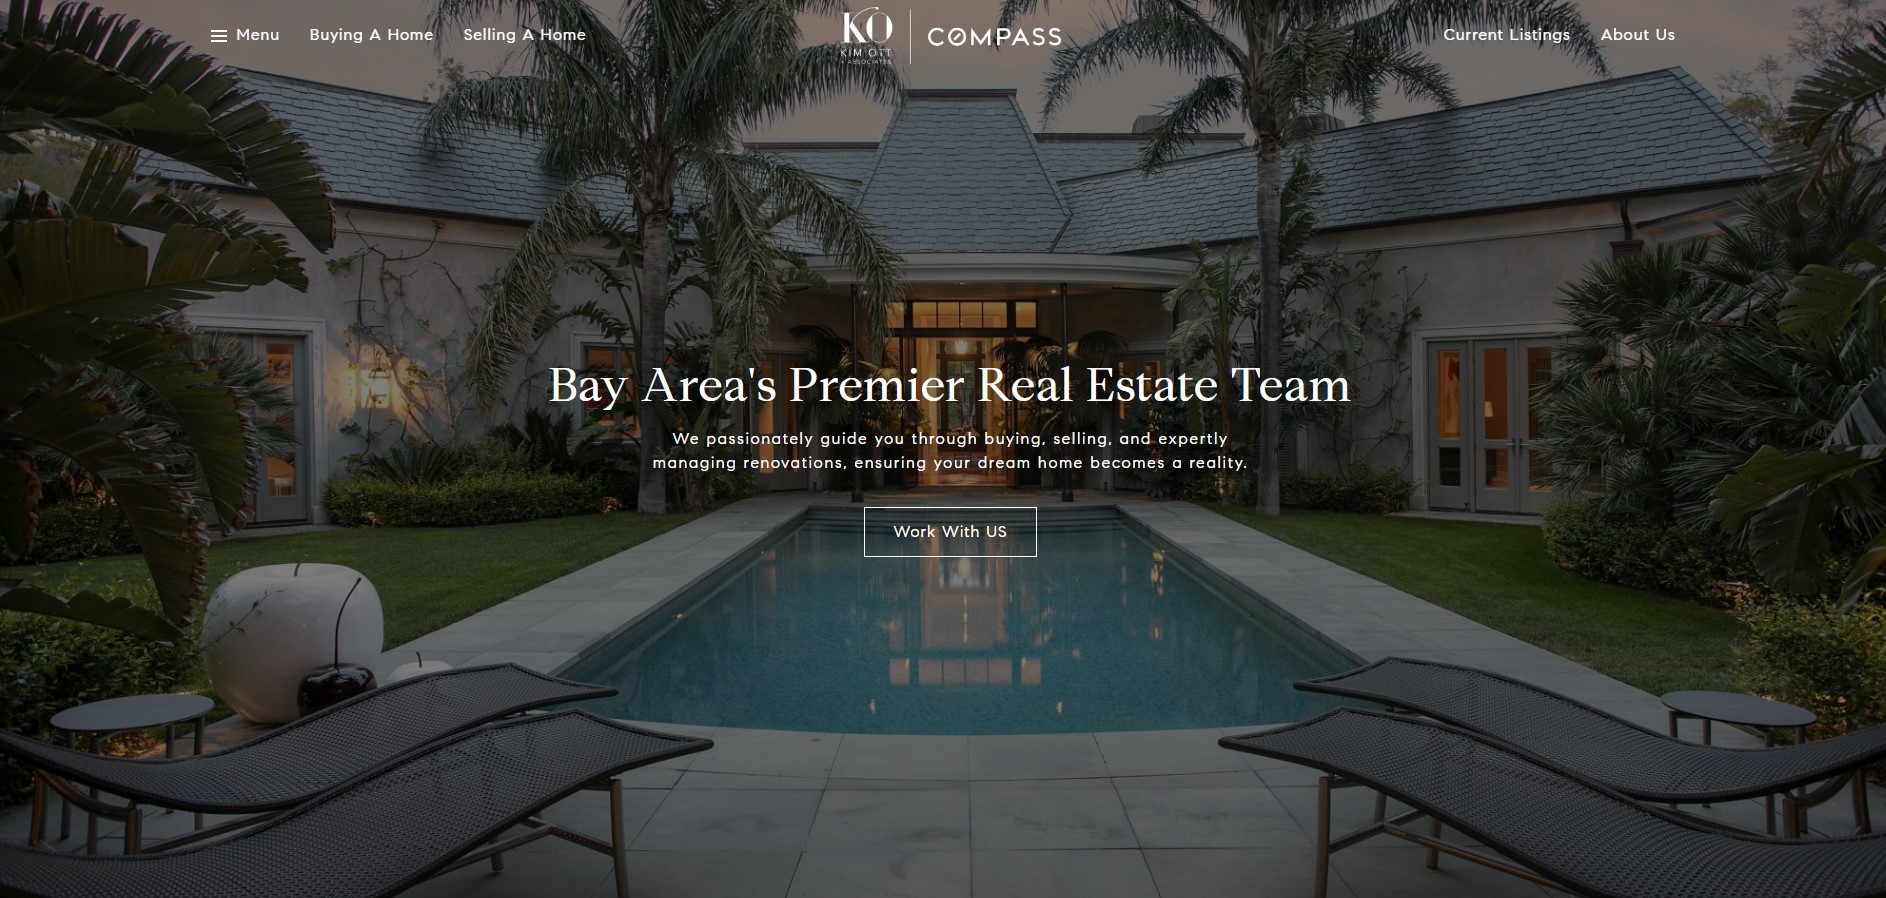 Menu
Buying A Home
Selling A Home
KO
KIM OTT
+ ASSOCIATES
COMPASS
Current Listings
About Us
Bay Area's Premier Real Estate Team
We passionately guide you through buying, selling, and expertly
managing renovations, ensuring your dream home becomes a reality.
Work With US